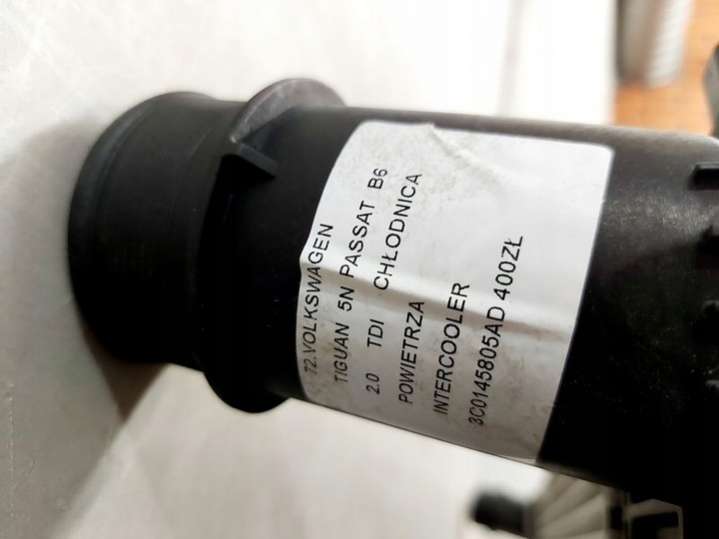 72.VOLKSWAGEN
TIGUAN 5N PASSAT B6
2.0 TDI CHŁODNICA
POWIETRZA
INTERCOOLER
3C0145805AD 400ZŁ